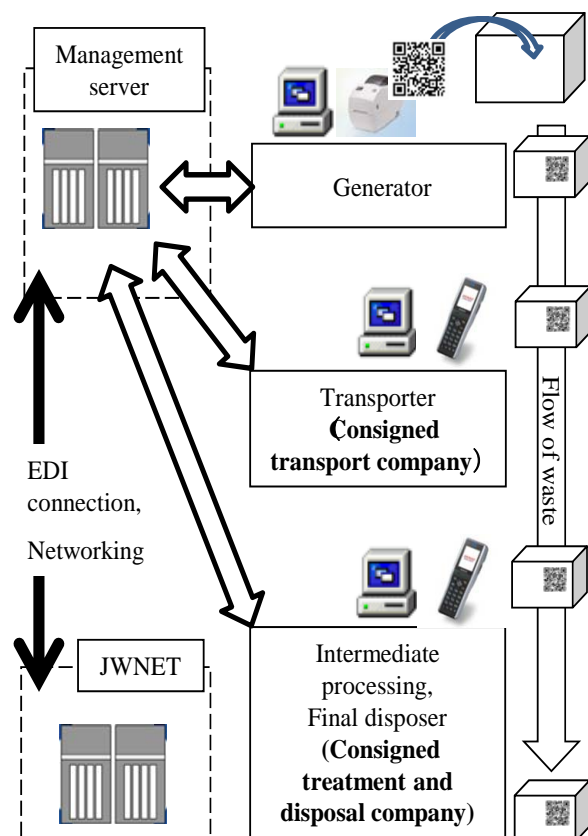 Management
server
Generator
Transporter
(Consigned
transport company)
Flow of waste
EDI
connection,
Networking
JWNET
Intermediate
processing,
Final disposer
(Consigned
treatment and
disposal company)